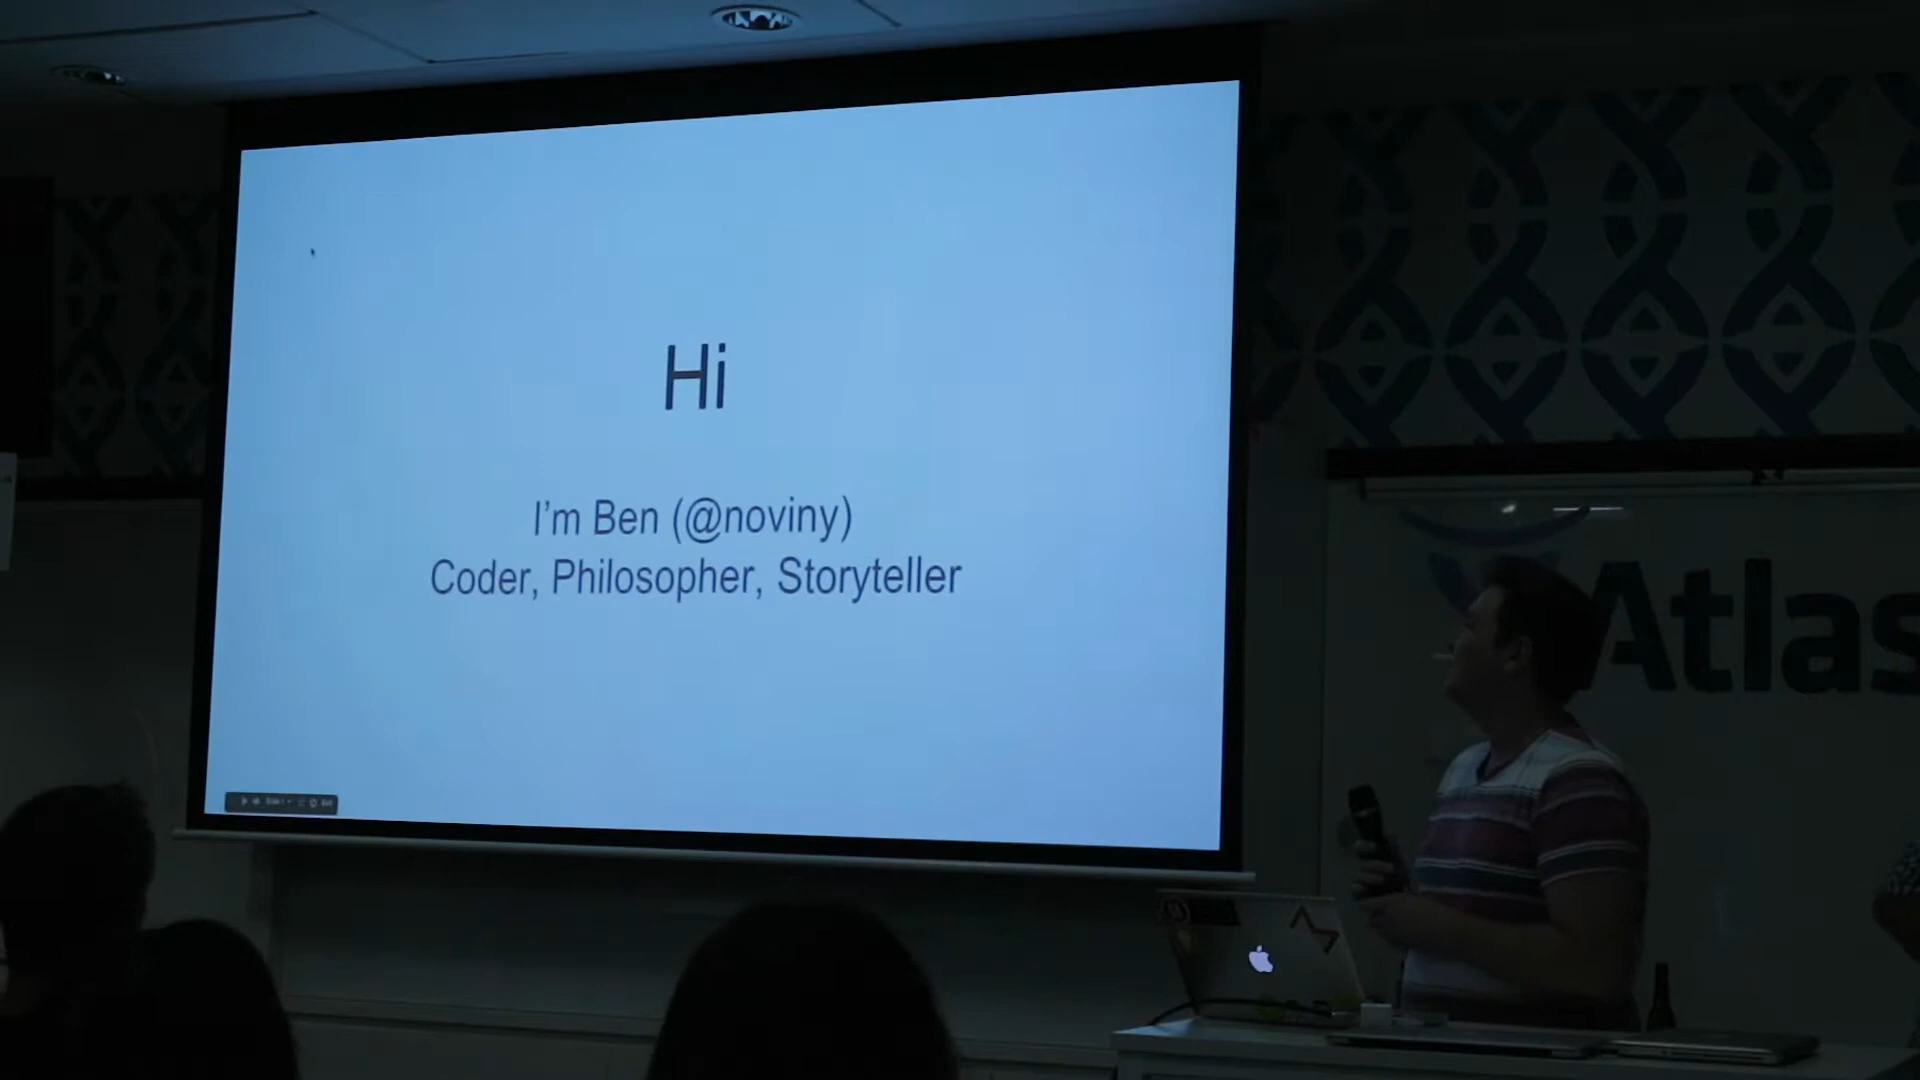 Hi
I'm Ben (@noviny)
Coder, Philosopher, Storyteller
Atlas